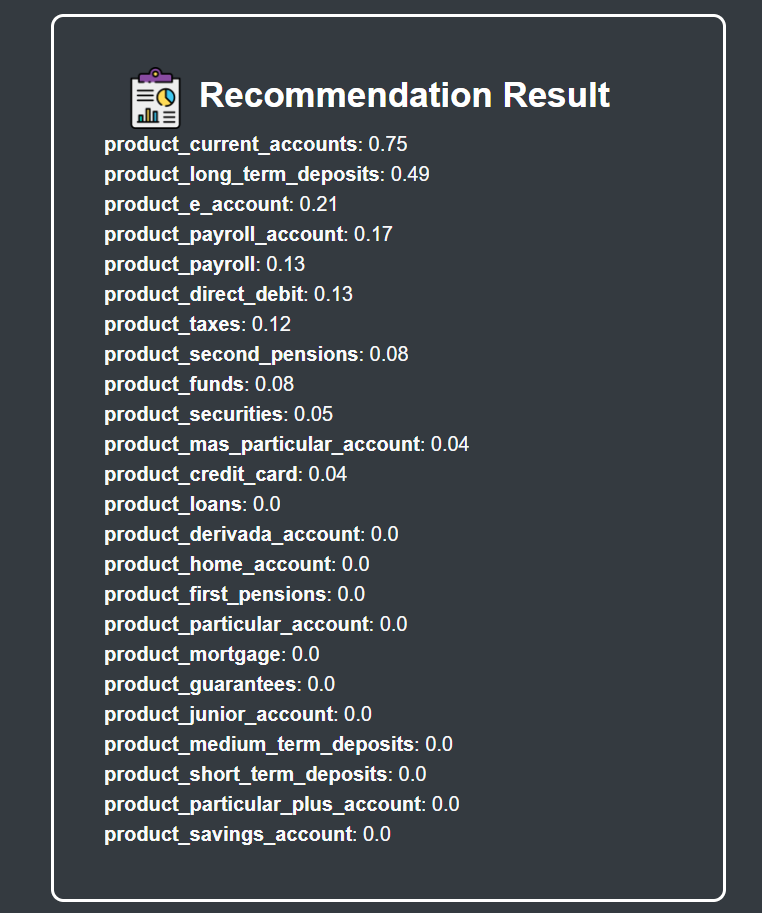 Recommendation Result
product_current_accounts: 0.75
product_long_term_deposits: 0.49
product_e_account: 0.21
product_payroll_account: 0.17
product_payroll: 0.13
product_direct_debit: 0.13
product_taxes: 0.12
product_second_pensions: 0.08
product_funds: 0.08
product_securities: 0.05
product_mas_particular_account: 0.04
product_credit_card: 0.04
product_loans: 0.0
product_derivada_account: 0.0
product_home_account: 0.0
product_first_pensions: 0.0
product_particular_account: 0.0
product_mortgage: 0.0
product_guarantees: 0.0
product_junior_account: 0.0
product_medium_term_deposits: 0.0
product_short_term_deposits: 0.0
product_particular_plus_account: 0.0
product_savings_account: 0.0